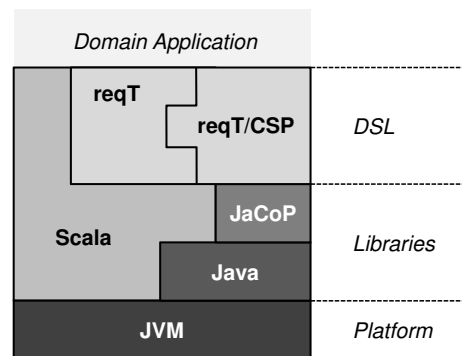 Domain Application
reqT
reqT/CSP
DSL
JaCoP
Scala
Libraries
Java
JVM
Platform